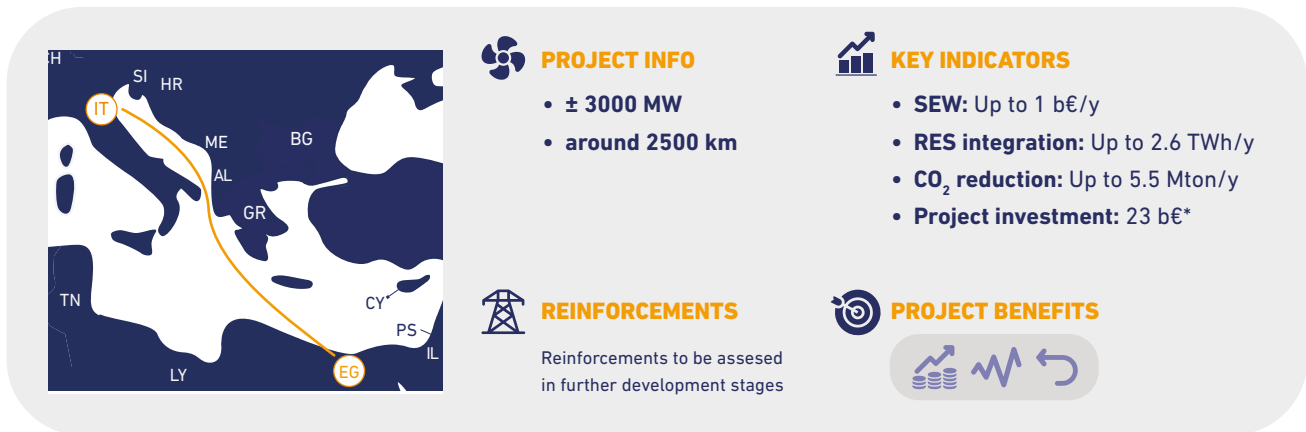 CH
SI
HR
IT
ME
BG
AL
GR
TN
CY
PS
IL
LY
EG
PROJECT INFO
• ± 3000 MW
• around 2500 km
KEY INDICATORS
• SEW: Up to 1 b€/y
• RES integration: Up to 2.6 TWh/y
• CO₂ reduction: Up to 5.5 Mton/y
• Project investment: 23 b€*
REINFORCEMENTS
Reinforcements to be assesed
in further development stages
PROJECT BENEFITS